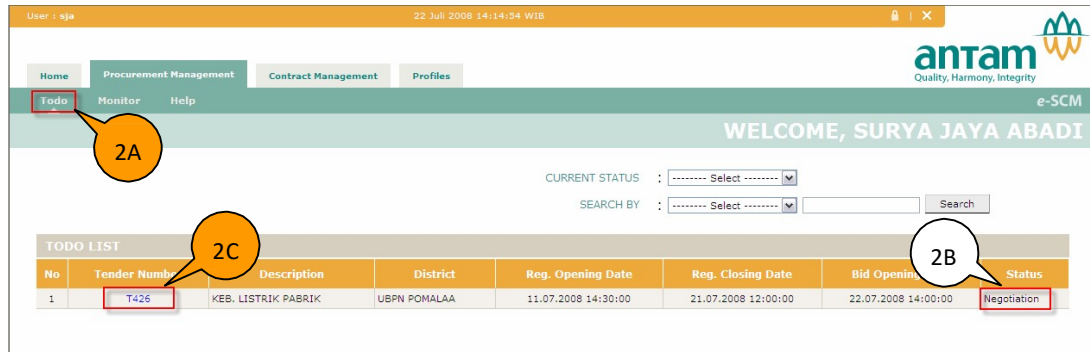 User : sja 22 Juli 2008 14:14:54 WIB | X
antam
Quality, Harmony, Integrity
Home Procurement Management Contract Management Profiles
Todo Monitor Help e-SCM
WELCOME, SURYA JAYA ABADI
2A
CURRENT STATUS : -------- Select --------
SEARCH BY : -------- Select -------- Search
TODO LIST
2C
2B
No Tender Number Description District Reg. Opening Date Reg. Closing Date Bid Opening Status
1 T426 KEB. LISTRIK PABRIK UBPN POMALAA 11.07.2008 14:30:00 21.07.2008 12:00:00 22.07.2008 14:00:00 Negotiation